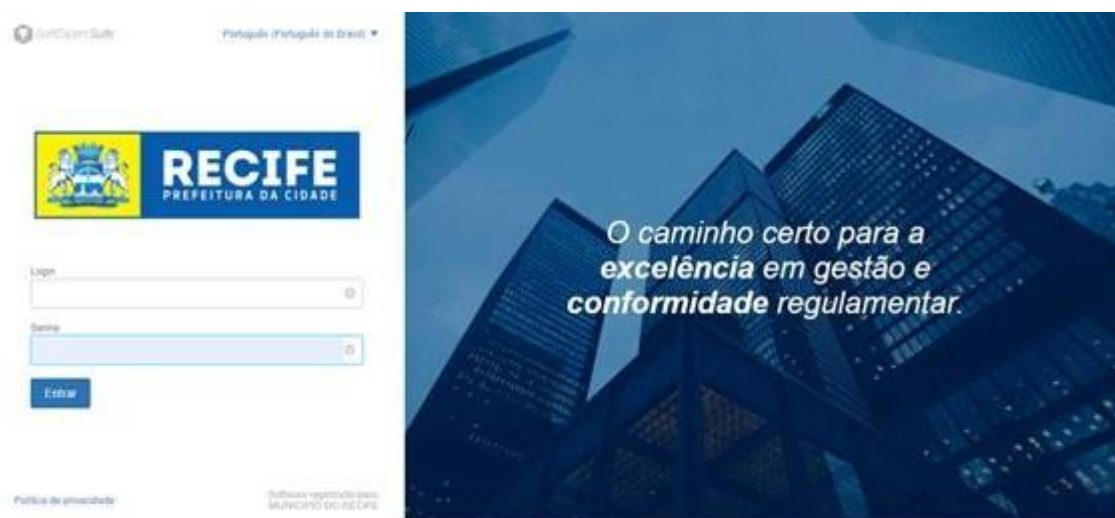 SoftExpert Suite
Português (Português do Brasil)
RECIFE
PREFEITURA DA CIDADE
Login
Senha
Entrar
O caminho certo para a
excelência em gestão e
conformidade regulamentar.
Política de privacidade
Software registrado para:
MUNICIPIO DO RECIFE